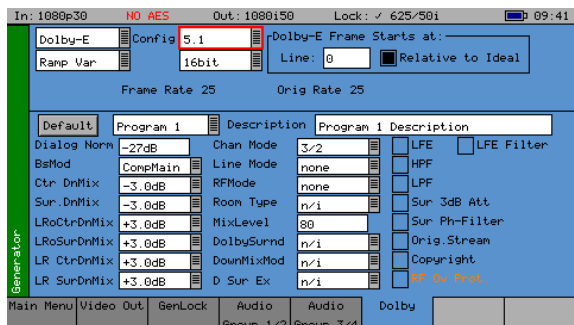 In: 1080p30 NO AES Out: 1080i50 Lock: ✓ 625/50i 09:41
Dolby-E Config 5.1 Dolby-E Frame Starts at:
Ramp Var 16bit Line: 0 Relative to Ideal
Frame Rate 25 Orig Rate 25
Default Program 1 Description Program 1 Description
Dialog Norm -27dB Chan Mode 3/2 LFE LFE Filter
BsMod CompMain Line Mode none HPF
Ctr DnMix -3.0dB RFMode none LPF
Sur.DnMix -3.0dB Room Type n/i Sur 3dB Att
LRoCtrDnMix +3.0dB MixLevel 80 Sur Ph-Filter
LRoSurDnMix +3.0dB DolbySurnd n/i Orig.Stream
LR CtrDnMix +3.0dB DownMixMod n/i Copyright
LR SurDnMix +3.0dB D Sur Ex n/i RF Ov Prot
Generator
Main Menu Video Out GenLock Audio Audio Dolby
Group 1/2 Group 3/4